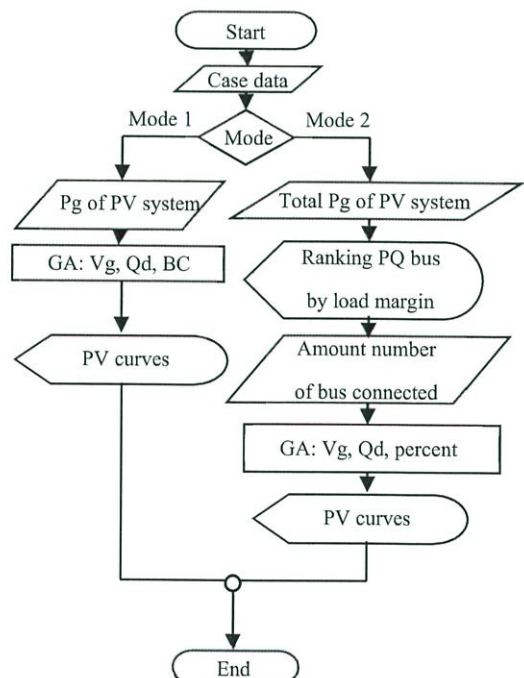 Start
Case data
Mode 1
Mode 2
Mode
Pg of PV system
Total Pg of PV system
GA: Vg, Qd, BC
Ranking PQ bus
by load margin
PV curves
Amount number
of bus connected
GA: Vg, Qd, percent
PV curves
End